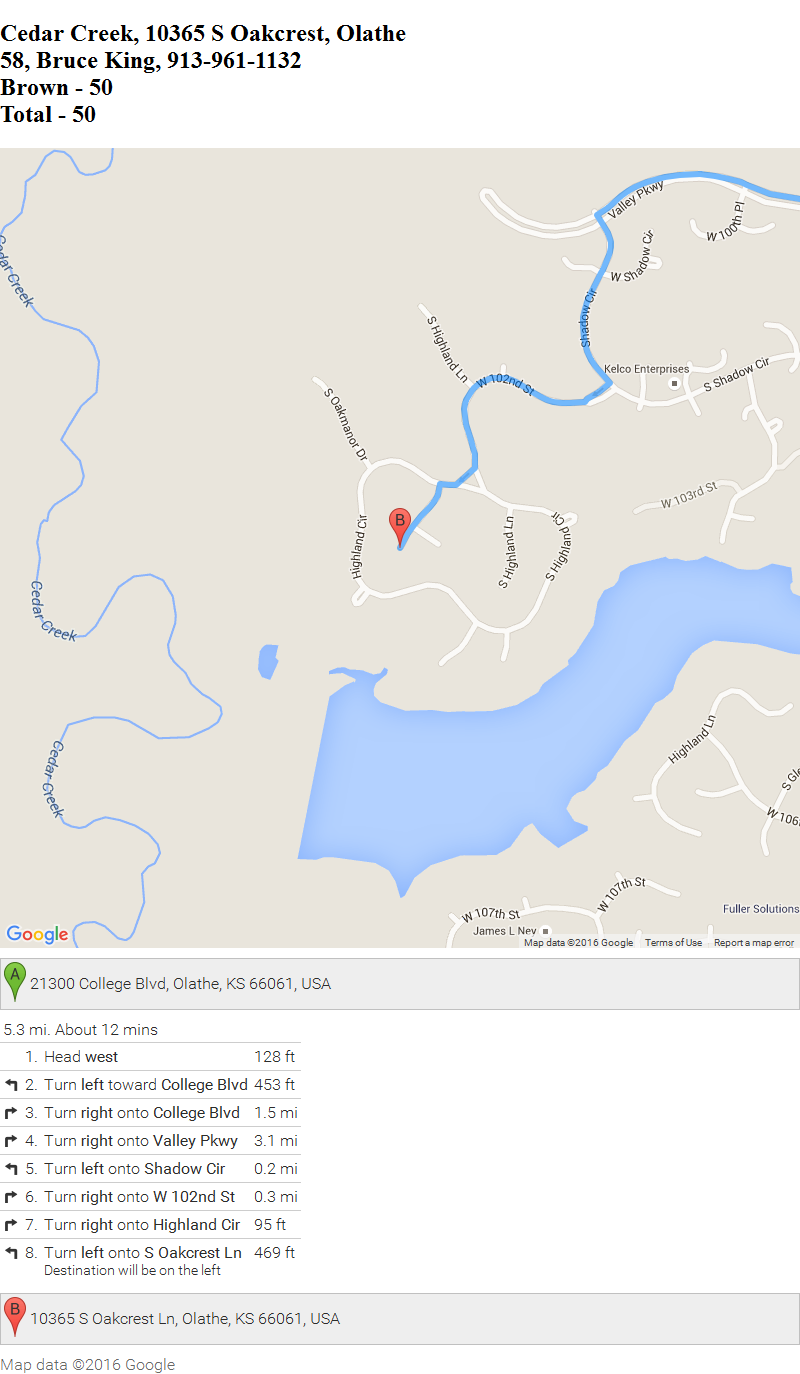 Cedar Creek, 10365 S Oakcrest, Olathe
58, Bruce King, 913-961-1132
Brown - 50
Total - 50
Valley Pkwy
W 100th Pl
W Shadow Cir
Cedar Creek
Shadow Cir
S Highland Ln
Kelco Enterprises
W 102nd St
S Shadow Cir
S Oakmanor Dr
W 103rd St
B
Highland Cir
S Highland Ln
S Highland Cir
Cedar Creek
Highland Ln
Cedar Creek
S Gle
W 106t
W 107th St
W 107th St
Fuller Solutions
James L Ney
Google
Map data ©2016 Google Terms of Use Report a map error
A
21300 College Blvd, Olathe, KS 66061, USA
5.3 mi. About 12 mins
1. Head west 128 ft
2. Turn left toward College Blvd 453 ft
3. Turn right onto College Blvd 1.5 mi
4. Turn right onto Valley Pkwy 3.1 mi
5. Turn left onto Shadow Cir 0.2 mi
6. Turn right onto W 102nd St 0.3 mi
7. Turn right onto Highland Cir 95 ft
8. Turn left onto S Oakcrest Ln 469 ft
Destination will be on the left
B
10365 S Oakcrest Ln, Olathe, KS 66061, USA
Map data ©2016 Google